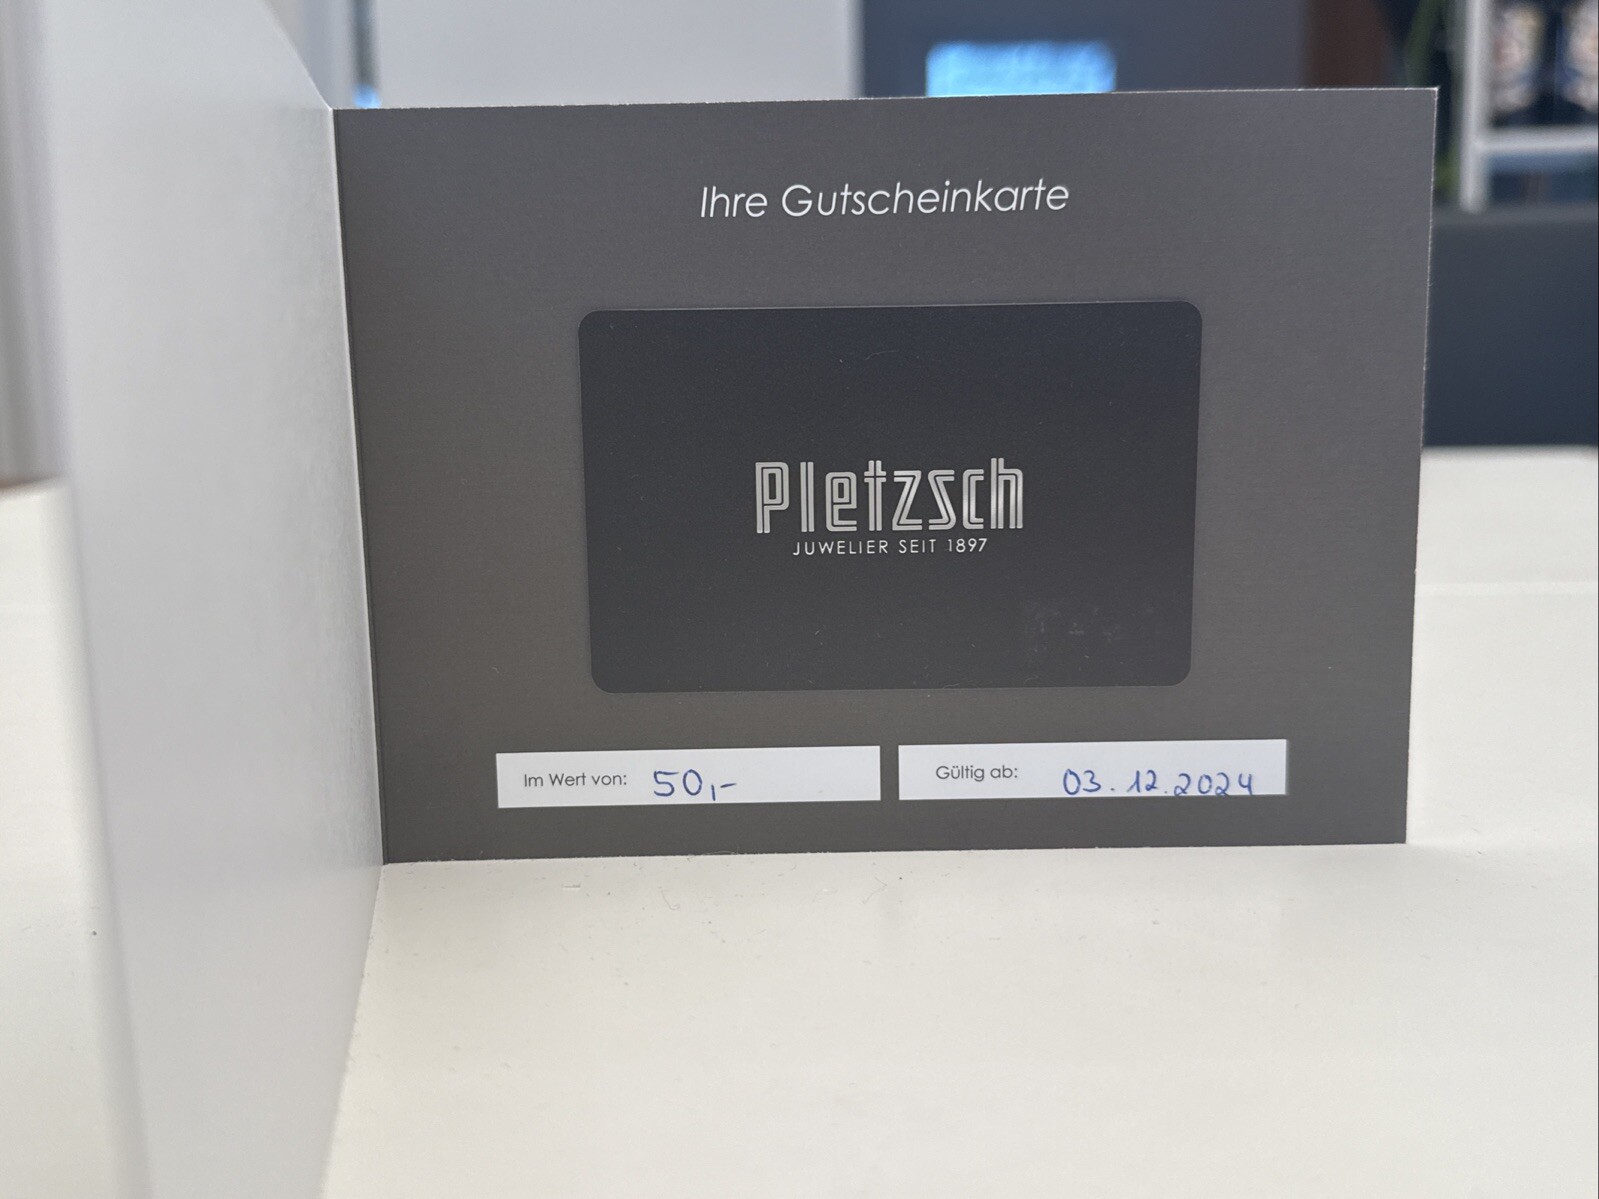 Ihre Gutscheinkarte
Pletzsch
JUWELIER SEIT 1897
Im Wert von: 50,-
Gültig ab: 03.12.2024